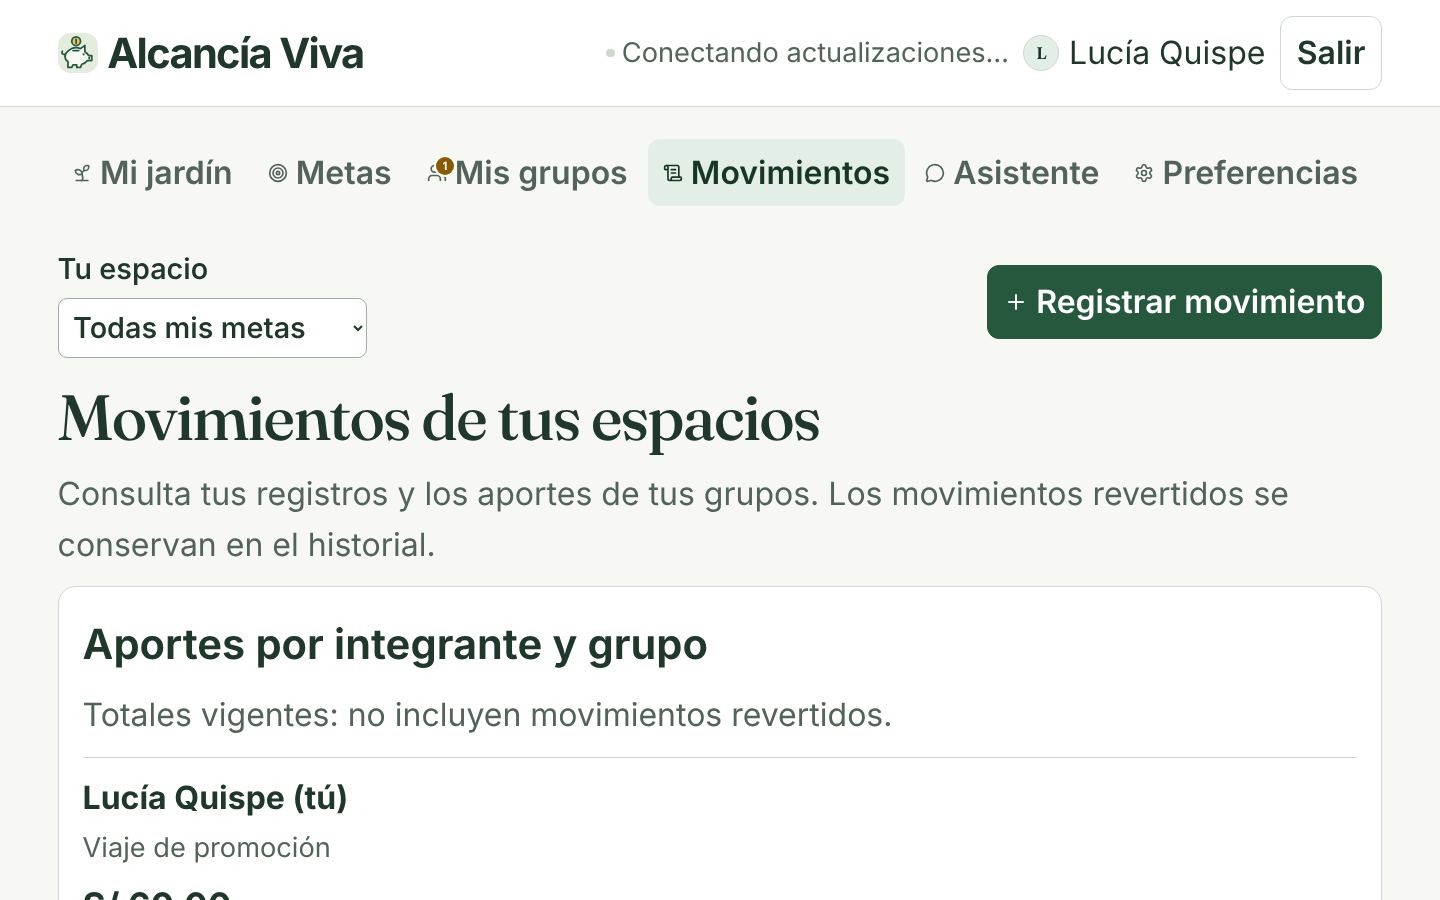 Alcancía Viva
Conectando actualizaciones...
L
Lucía Quispe
Salir
Mi jardín
Metas
1
Mis grupos
Movimientos
Asistente
Preferencias
Tu espacio
Todas mis metas
+ Registrar movimiento
Movimientos de tus espacios
Consulta tus registros y los aportes de tus grupos. Los movimientos revertidos se
conservan en el historial.
Aportes por integrante y grupo
Totales vigentes: no incluyen movimientos revertidos.
Lucía Quispe (tú)
Viaje de promoción
S/ 60.00